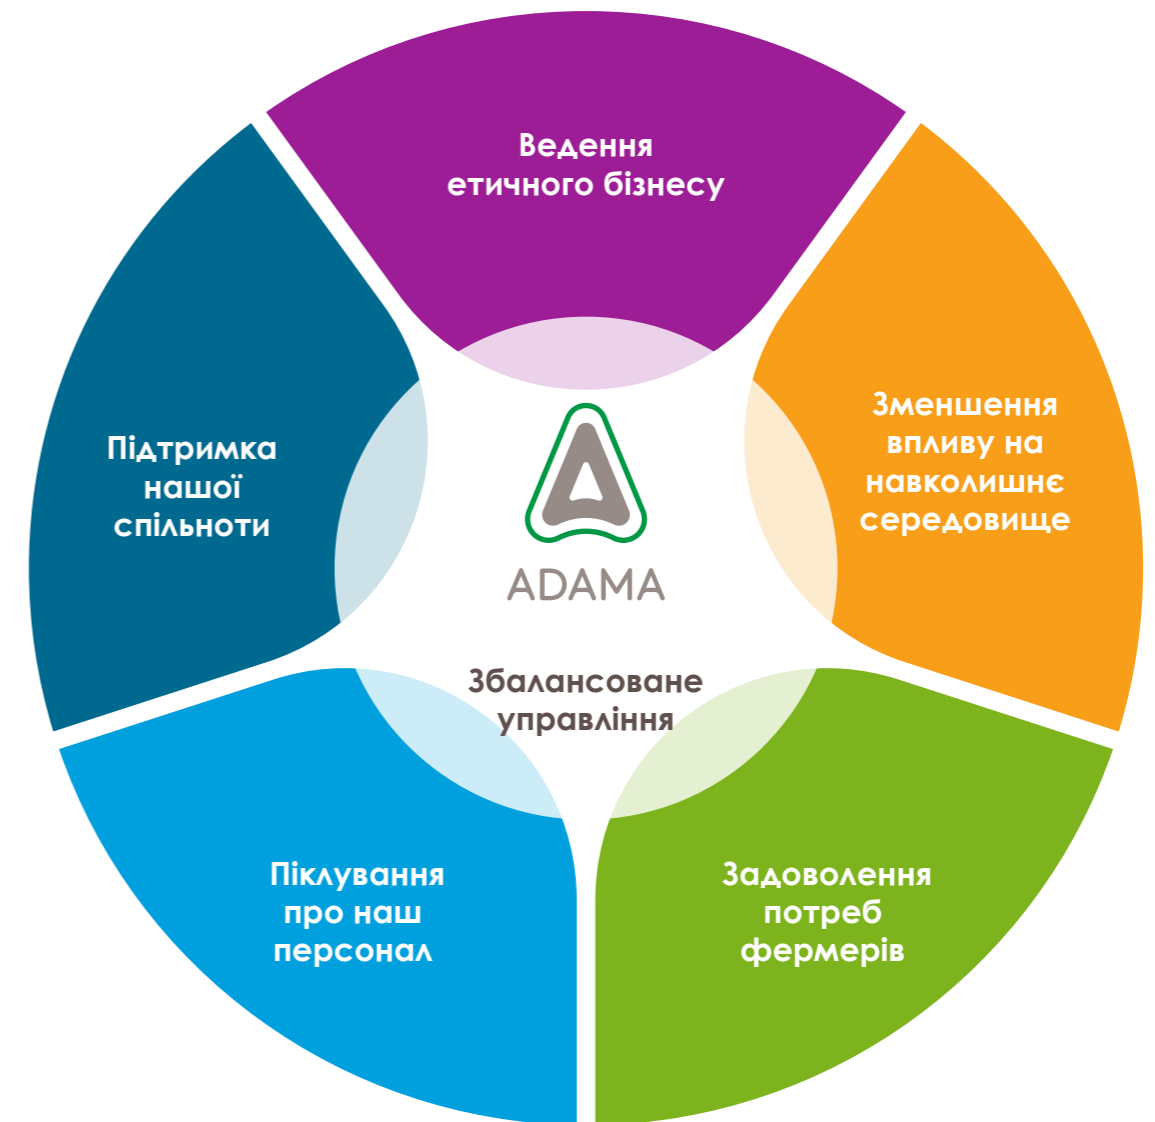 Ведення
етичного бізнесу
Зменшення
впливу на
навколишнє
середовище
Задоволення
потреб
фермерів
Піклування
про наш
персонал
Підтримка
нашої
спільноти
ADAMA
Збалансоване
управління